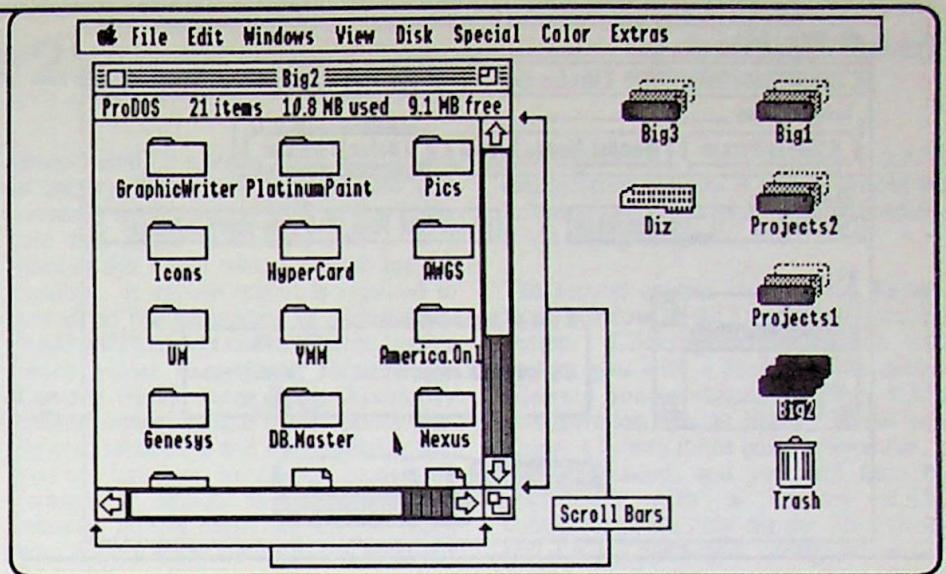 File Edit Windows View Disk Special Color Extras
Big2
ProDOS 21 items 10.8 MB used 9.1 MB free
GraphicWriter PlatinumPaint Pics
Icons HyperCard AWGS
UM YMM America.Onl
Genesys DB.Master Nexus
Big3 Big1
Diz Projects2
Projects1
Big2
Trash
Scroll Bars